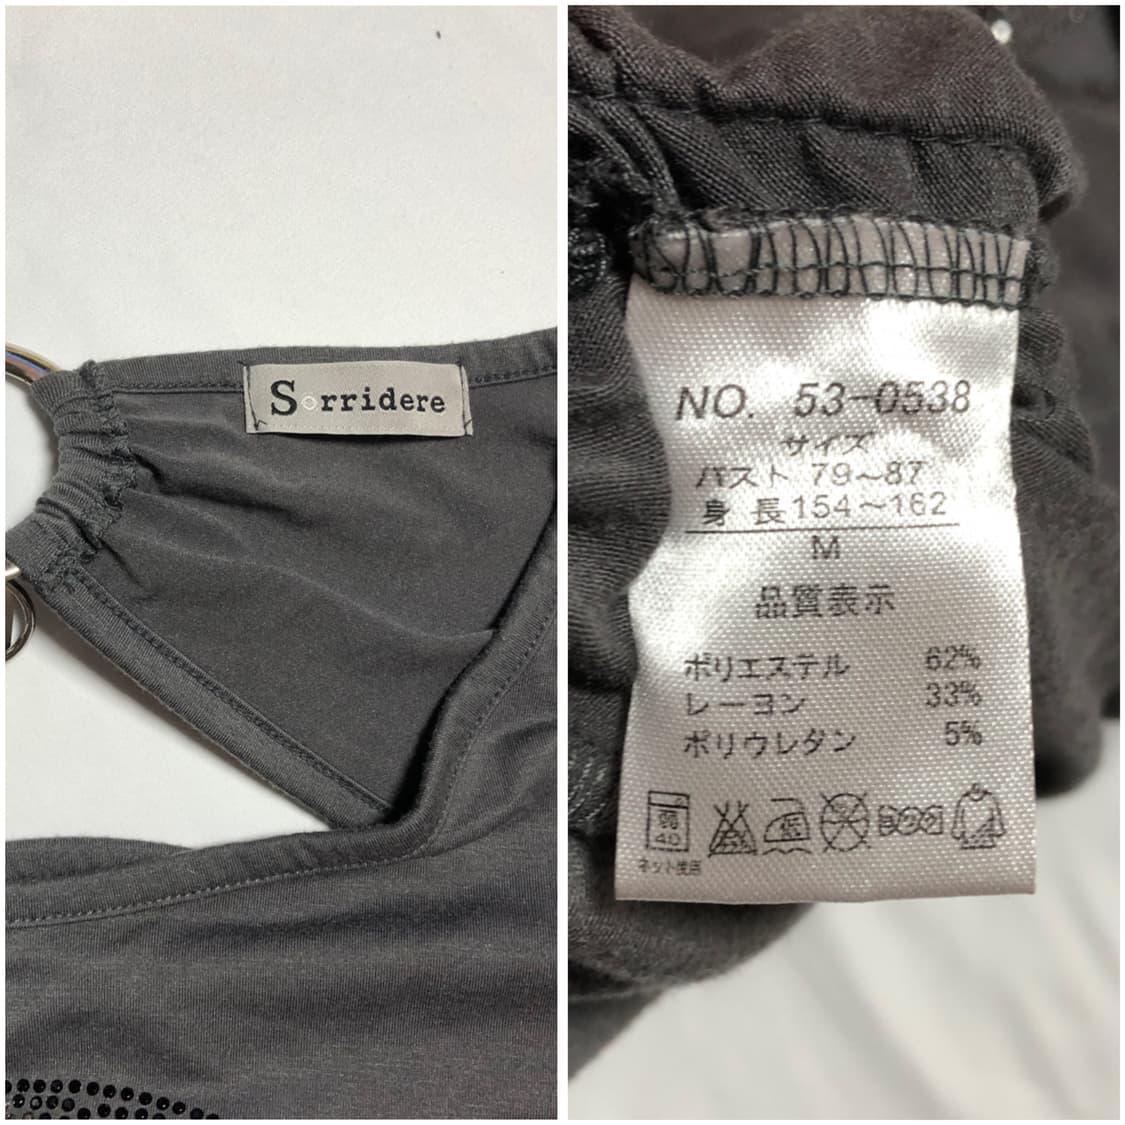 Sorridere
NO. 53-0538
サイズ
バスト 79～87
身 長 154～162
M
品質表示
ポリエステル 62%
レーヨン 33%
ポリウレタン 5%
弱
40
ネット使用
低